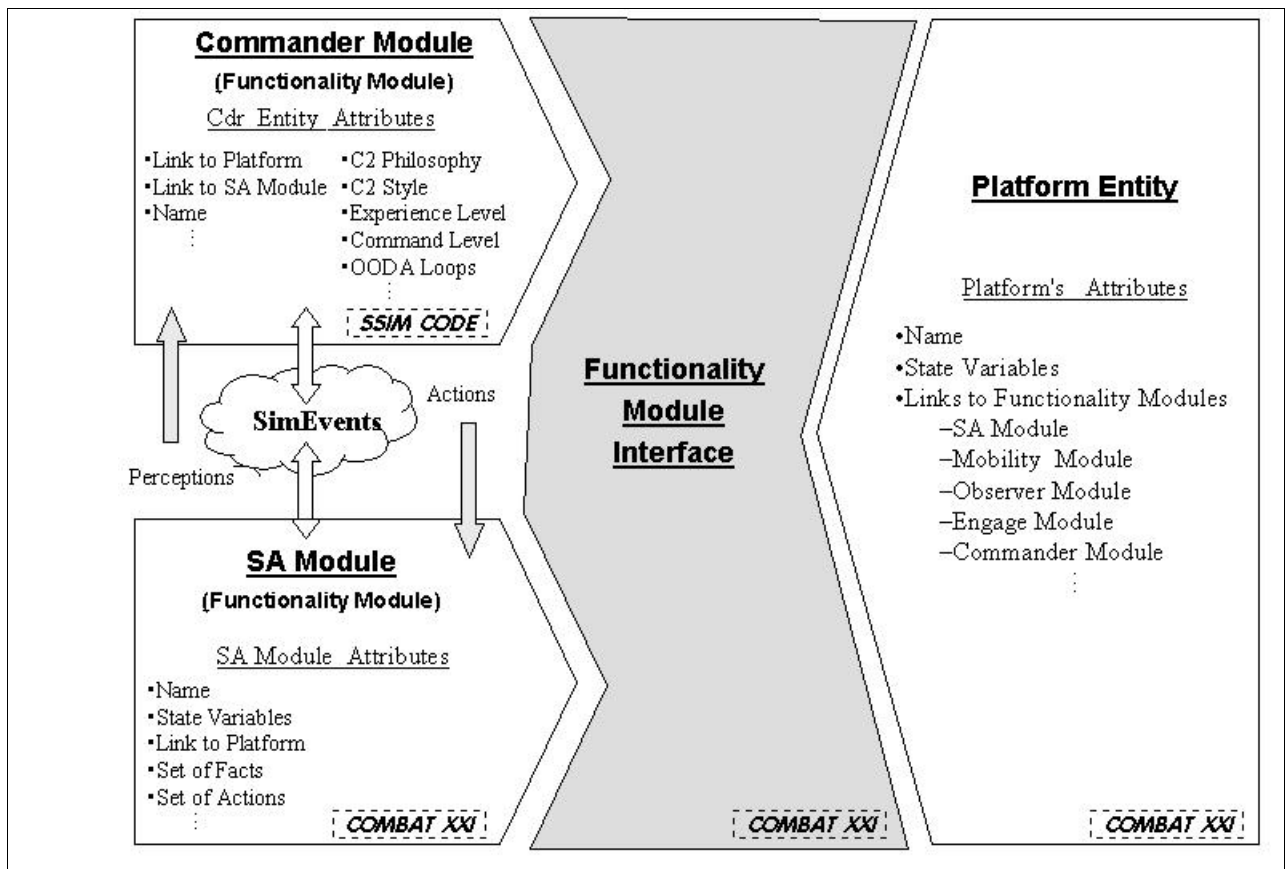 Commander Module
(Functionality Module)
Cdr Entity Attributes
▪Link to Platform
▪Link to SA Module
▪Name
⋮
▪C2 Philosophy
▪C2 Style
▪Experience Level
▪Command Level
▪OODA Loops
⋮
SSIM CODE
Perceptions
SimEvents
Actions
SA Module
(Functionality Module)
SA Module Attributes
▪Name
▪State Variables
▪Link to Platform
▪Set of Facts
▪Set of Actions
⋮
COMBAT XXI
Functionality
Module
Interface
COMBAT XXI
Platform Entity
Platform's Attributes
•Name
•State Variables
•Links to Functionality Modules
–SA Module
–Mobility Module
–Observer Module
–Engage Module
–Commander Module
⋮
COMBAT XXI